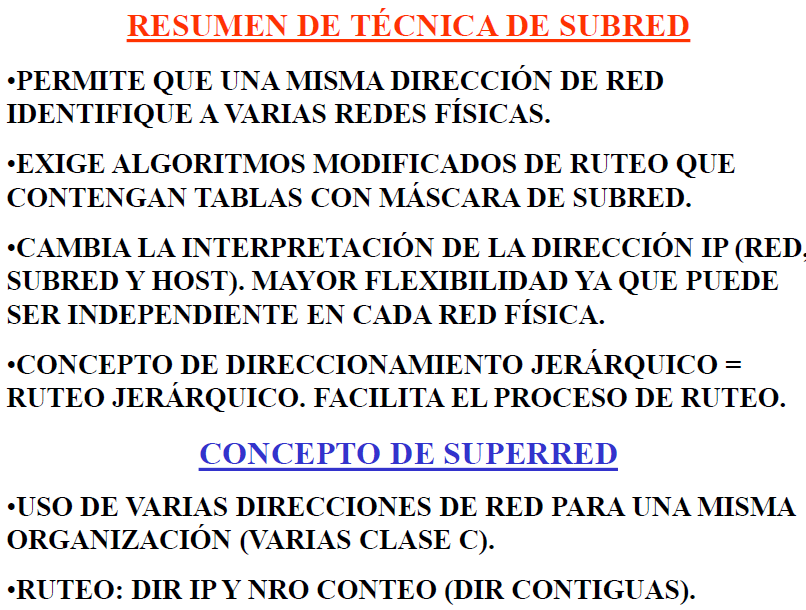 RESUMEN DE TÉCNICA DE SUBRED
•PERMITE QUE UNA MISMA DIRECCIÓN DE RED
IDENTIFIQUE A VARIAS REDES FÍSICAS.
•EXIGE ALGORITMOS MODIFICADOS DE RUTEO QUE
CONTENGAN TABLAS CON MÁSCARA DE SUBRED.
•CAMBIA LA INTERPRETACIÓN DE LA DIRECCIÓN IP (RED,
SUBRED Y HOST). MAYOR FLEXIBILIDAD YA QUE PUEDE
SER INDEPENDIENTE EN CADA RED FÍSICA.
•CONCEPTO DE DIRECCIONAMIENTO JERÁRQUICO =
RUTEO JERÁRQUICO. FACILITA EL PROCESO DE RUTEO.
CONCEPTO DE SUPERRED
•USO DE VARIAS DIRECCIONES DE RED PARA UNA MISMA
ORGANIZACIÓN (VARIAS CLASE C).
•RUTEO: DIR IP Y NRO CONTEO (DIR CONTIGUAS).